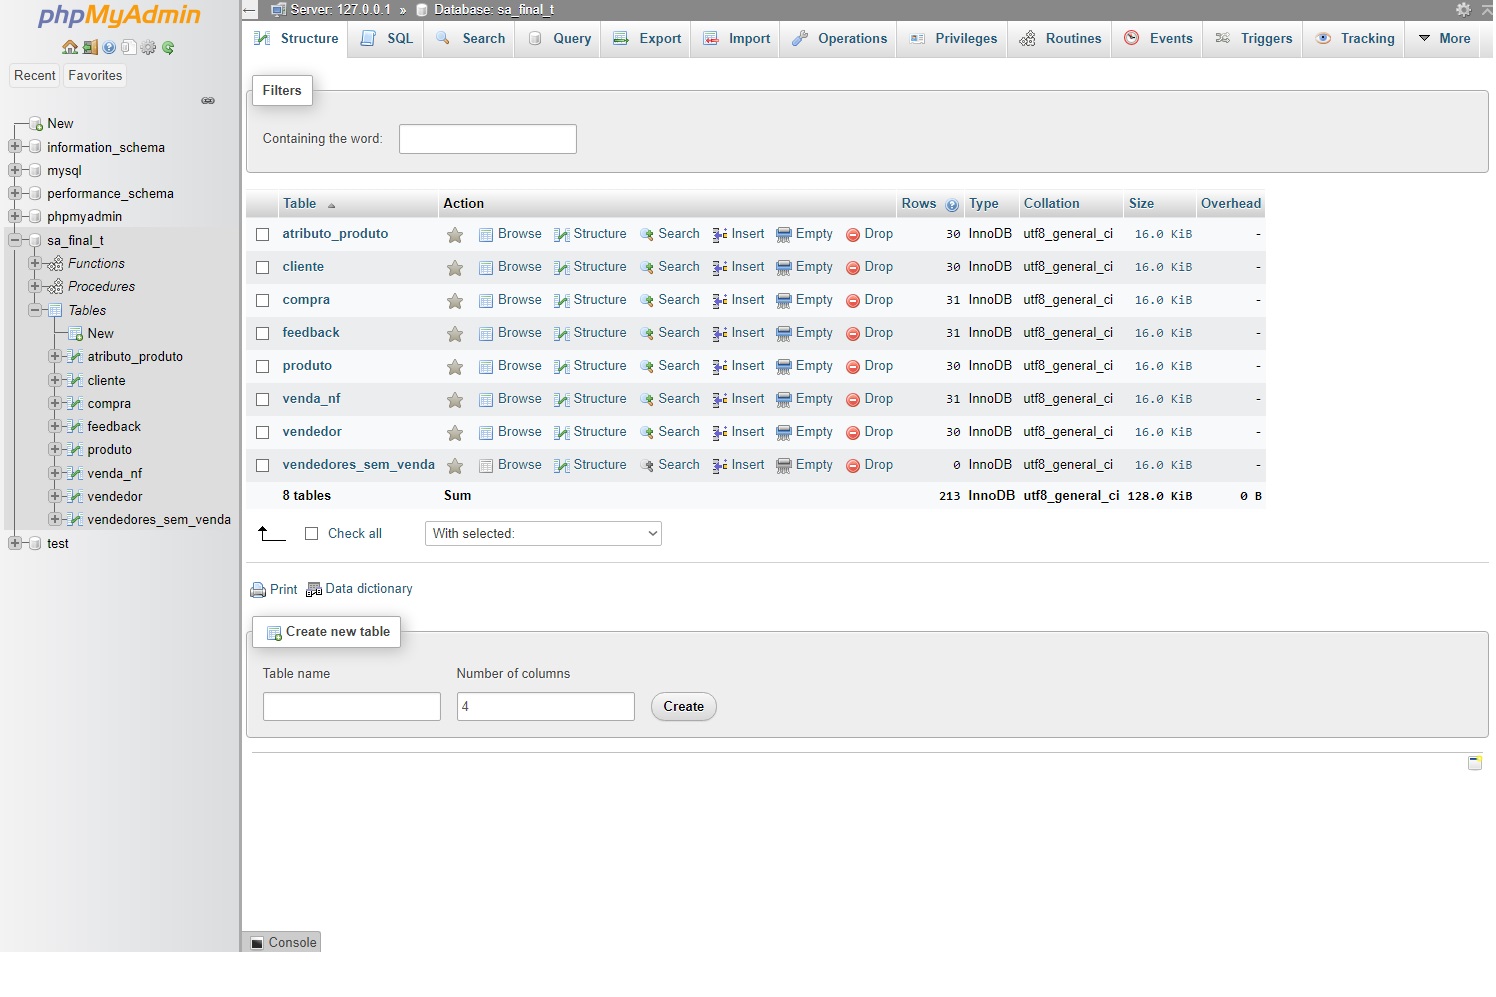 phpMyAdmin
Recent Favorites
New
information_schema
mysql
performance_schema
phpmyadmin
sa_final_t
Functions
Procedures
Tables
New
atributo_produto
cliente
compra
feedback
produto
venda_nf
vendedor
vendedores_sem_venda
test
Server: 127.0.0.1 » Database: sa_final_t
Structure SQL Search Query Export Import Operations Privileges Routines Events Triggers Tracking More
Filters
Containing the word:
Table Action Rows Type Collation Size Overhead
atributo_produto Browse Structure Search Insert Empty Drop 30 InnoDB utf8_general_ci 16.0 KiB -
cliente Browse Structure Search Insert Empty Drop 30 InnoDB utf8_general_ci 16.0 KiB -
compra Browse Structure Search Insert Empty Drop 31 InnoDB utf8_general_ci 16.0 KiB -
feedback Browse Structure Search Insert Empty Drop 31 InnoDB utf8_general_ci 16.0 KiB -
produto Browse Structure Search Insert Empty Drop 30 InnoDB utf8_general_ci 16.0 KiB -
venda_nf Browse Structure Search Insert Empty Drop 31 InnoDB utf8_general_ci 16.0 KiB -
vendedor Browse Structure Search Insert Empty Drop 30 InnoDB utf8_general_ci 16.0 KiB -
vendedores_sem_venda Browse Structure Search Insert Empty Drop 0 InnoDB utf8_general_ci 16.0 KiB -
8 tables Sum 213 InnoDB utf8_general_ci 128.0 KiB 0 B
Check all With selected:
Print Data dictionary
Create new table
Table name Number of columns
4 Create
Console